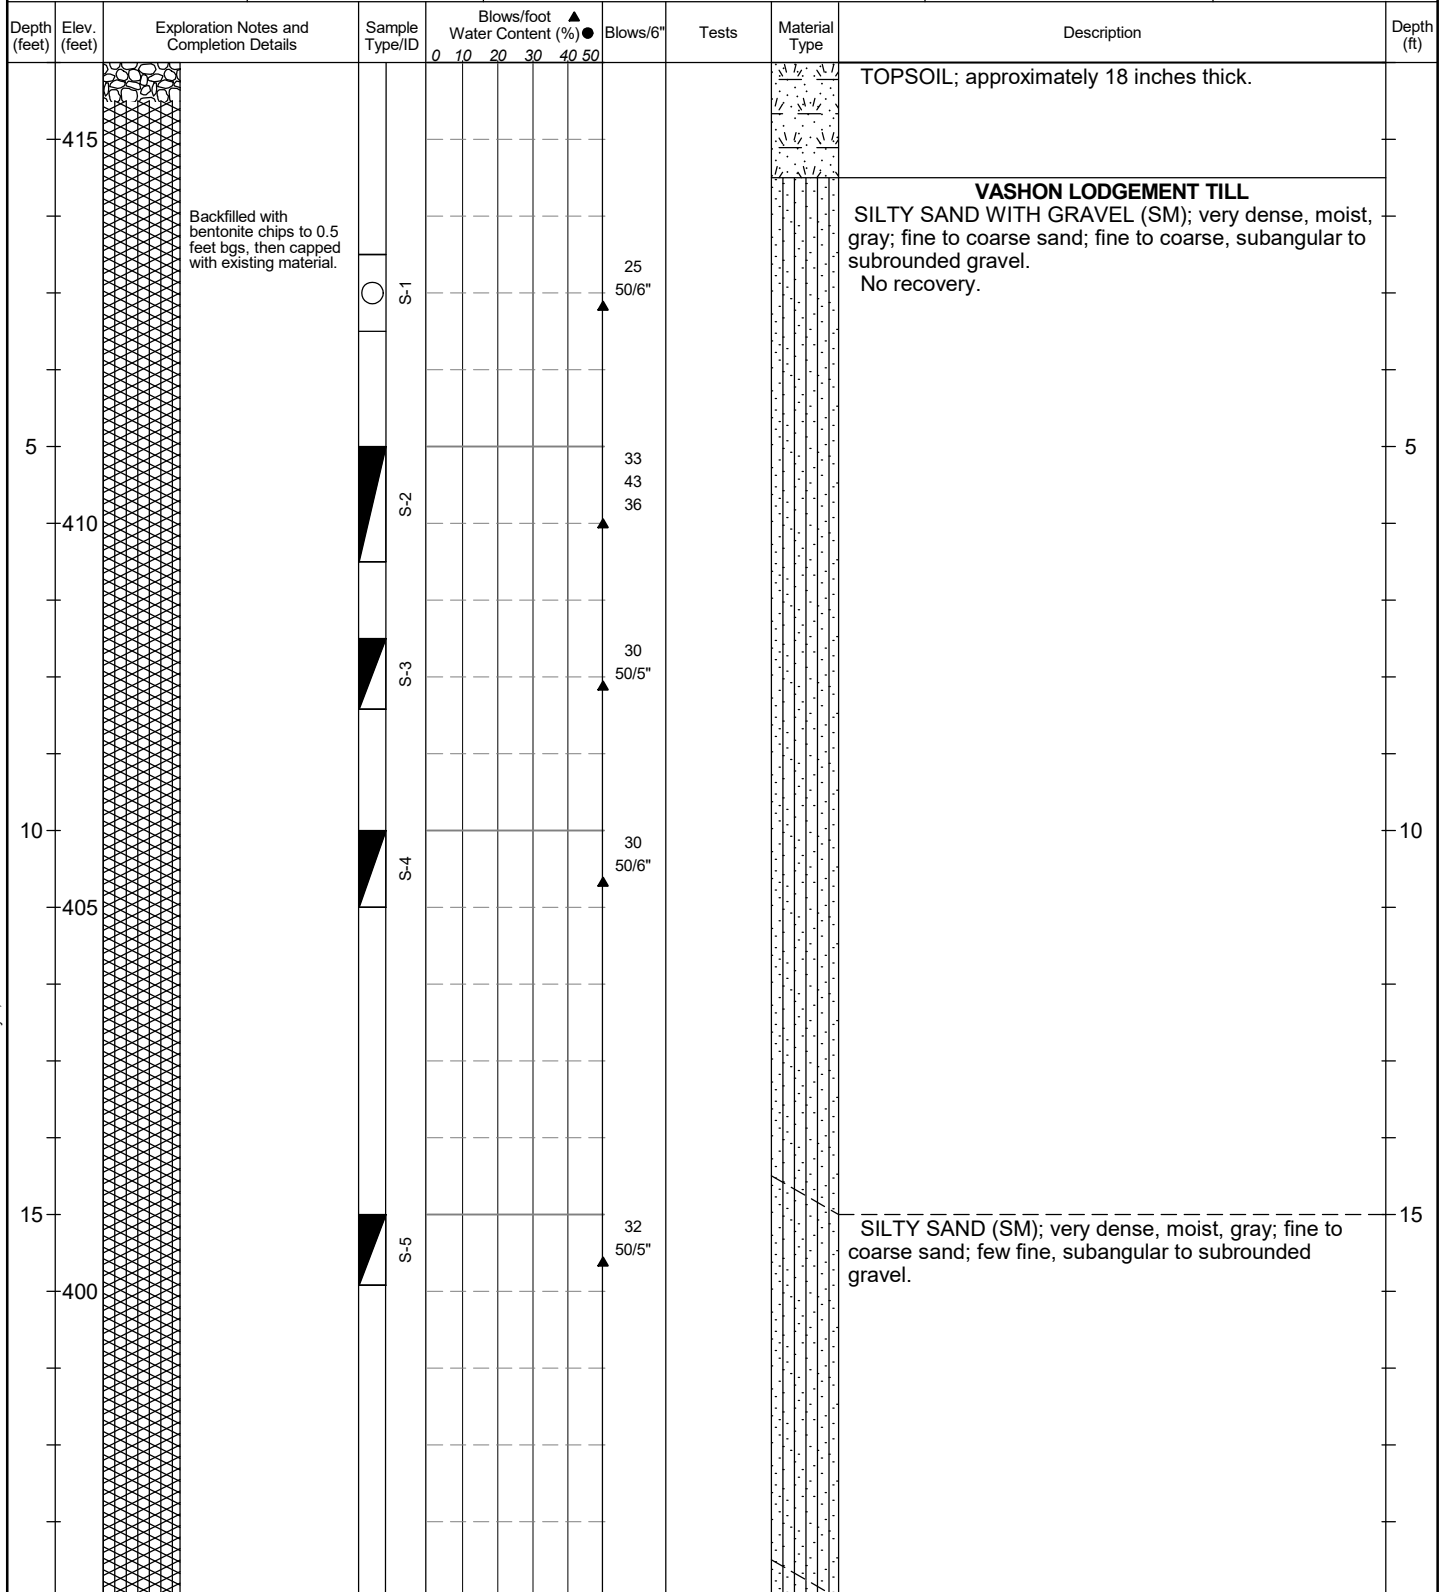 Depth
(feet)
Elev.
(feet)
Exploration Notes and
Completion Details
Sample
Type/ID
Blows/foot ▲
Water Content (%) ●
0 10 20 30 40 50
Blows/6"
Tests
Material
Type
Description
Depth
(ft)
TOPSOIL; approximately 18 inches thick.
415
VASHON LODGEMENT TILL
SILTY SAND WITH GRAVEL (SM); very dense, moist,
gray; fine to coarse sand; fine to coarse, subangular to
subrounded gravel.
No recovery.
Backfilled with
bentonite chips to 0.5
feet bgs, then capped
with existing material.
S-1
25
50/6"
5
5
S-2
33
43
36
410
S-3
30
50/5"
10
10
S-4
30
50/6"
405
15
15
SILTY SAND (SM); very dense, moist, gray; fine to
coarse sand; few fine, subangular to subrounded
gravel.
S-5
32
50/5"
400